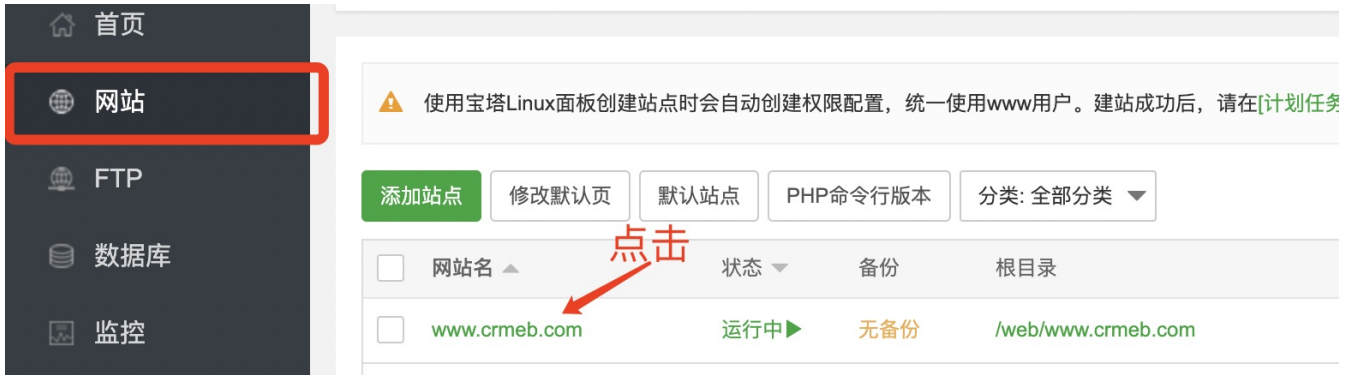 首页
网站
FTP
数据库
监控
使用宝塔Linux面板创建站点时会自动创建权限配置，统一使用www用户。建站成功后，请在[计划任务
添加站点 修改默认页 默认站点 PHP命令行版本 分类: 全部分类
点击
网站名 状态 备份 根目录
www.crmeb.com 运行中 无备份 /web/www.crmeb.com